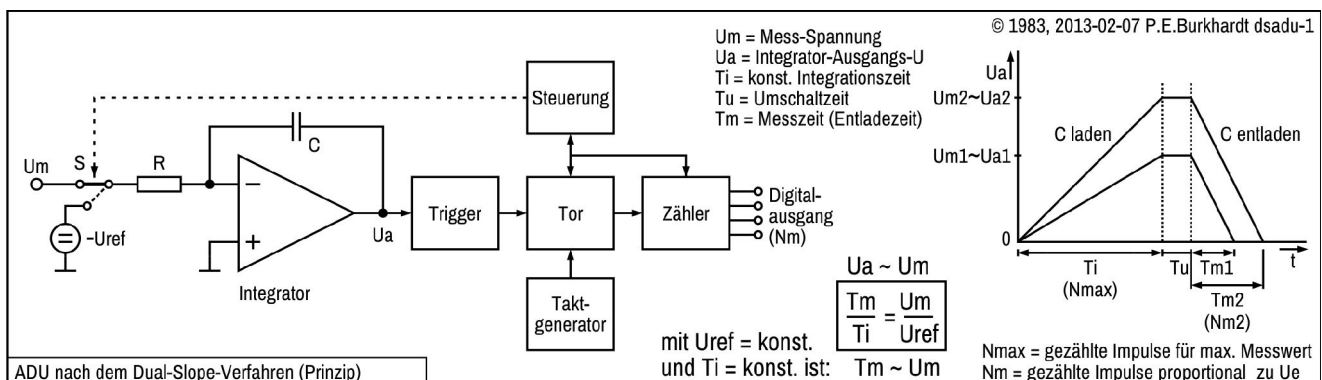 © 1983, 2013-02-07 P.E.Burkhardt dsadu-1
Um = Mess-Spannung
Ua = Integrator-Ausgangs-U
Ti = konst. Integrationszeit
Tu = Umschaltzeit
Tm = Messzeit (Entladezeit)
Steuerung
C
Um
S
R
−
+
–Uref
Integrator
Ua
Trigger
Tor
Zähler
Digital-
ausgang
(Nm)
Takt-
generator
Ua ~ Um
Tm
Ti
=
Um
Uref
mit Uref = konst.
und Ti = konst. ist: Tm ~ Um
Ua
Um2~Ua2
C laden
C entladen
Um1~Ua1
0
t
Ti
(Nmax)
Tu
Tm1
Tm2
(Nm2)
Nmax = gezählte Impulse für max. Messwert
Nm = gezählte Impulse proportional zu Ue
ADU nach dem Dual-Slope-Verfahren (Prinzip)